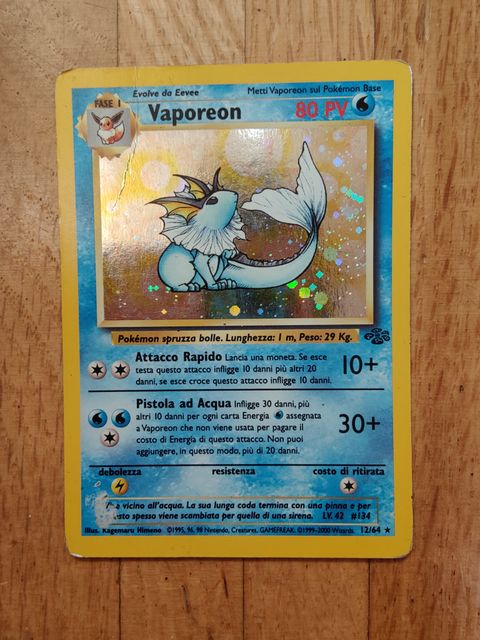 Evolve da Eevee
Metti Vaporeon sul Pokémon Base
FASE 1
Vaporeon
80 PV
Pokémon spruzza bolle. Lunghezza: 1 m, Peso: 29 Kg.
Attacco Rapido Lancia una moneta. Se esce
testa questo attacco infligge 10 danni più altri 20
danni, se esce croce questo attacco infligge 10 danni.
10+
Pistola ad Acqua Infligge 30 danni, più
altri 10 danni per ogni carta Energia assegnata
a Vaporeon che non viene usata per pagare il
costo di Energia di questo attacco. Non puoi
aggiungere, in questo modo, più di 20 danni.
30+
debolezza
resistenza
costo di ritirata
vicino all'acqua. La sua lunga coda termina con una pinna e per
spesso viene scambiata per quella di una sirena. LV. 42 #134
Illus. Kagemaru Himeno ©1995, 96, 98 Nintendo, Creatures, GAMEFREAK. ©1999-2000 Wizards. 12/64 ★